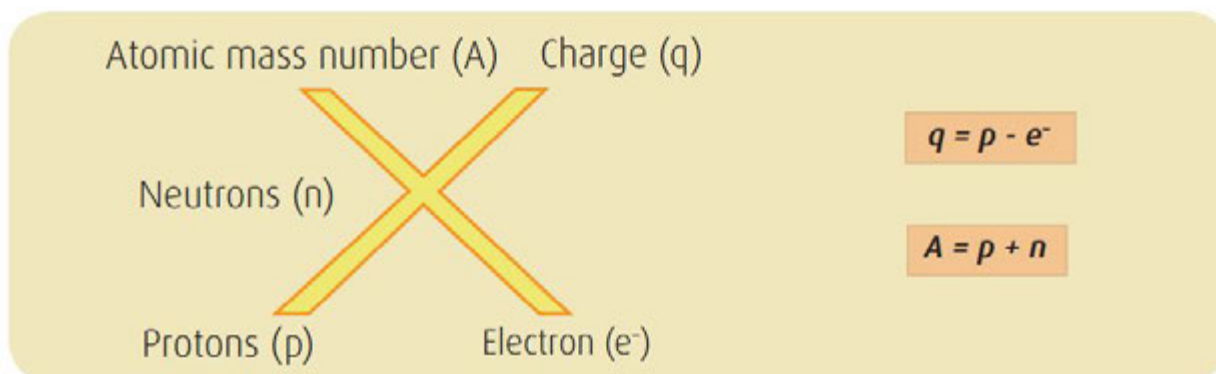 Atomic mass number (A)
Charge (q)
q = p - e⁻
Neutrons (n)
A = p + n
Protons (p)
Electron (e⁻)